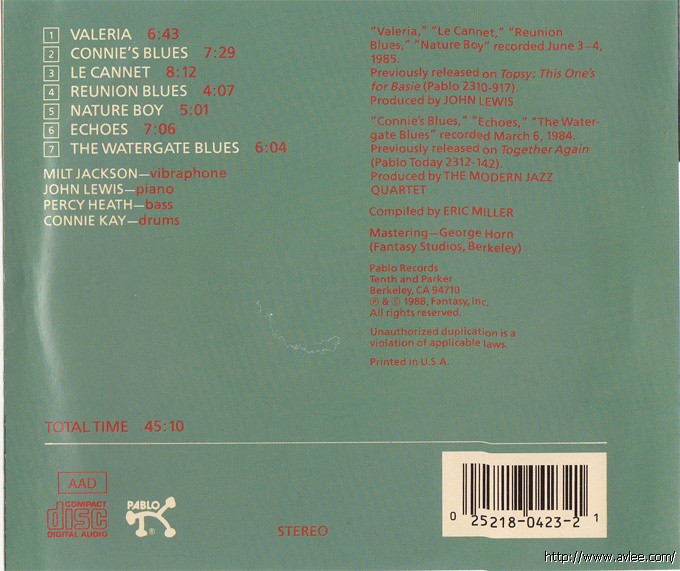 1 VALERIA 6:43
2 CONNIE'S BLUES 7:29
3 LE CANNET 8:12
4 REUNION BLUES 4:07
5 NATURE BOY 5:01
6 ECHOES 7:06
7 THE WATERGATE BLUES 6:04
MILT JACKSON—vibraphone
JOHN LEWIS—piano
PERCY HEATH—bass
CONNIE KAY—drums
"Valeria," "Le Cannet," "Reunion
Blues," "Nature Boy" recorded June 3–4,
1985.
Previously released on Topsy: This One's
for Basie (Pablo 2310-917).
Produced by JOHN LEWIS
"Connie's Blues," "Echoes," "The Water-
gate Blues" recorded March 6, 1984.
Previously released on Together Again
(Pablo Today 2312-142).
Produced by THE MODERN JAZZ
QUARTET
Compiled by ERIC MILLER
Mastering—George Horn
(Fantasy Studios, Berkeley)
Pablo Records
Tenth and Parker
Berkeley, CA 94710
℗ & © 1988, Fantasy, Inc.
All rights reserved.
Unauthorized duplication is a
violation of applicable laws.
Printed in U.S.A.
TOTAL TIME 45:10
AAD
COMPACT
disc
DIGITAL AUDIO
PABLO
®
STEREO
0 25218-0423-2 1
http://www.avlee.com/